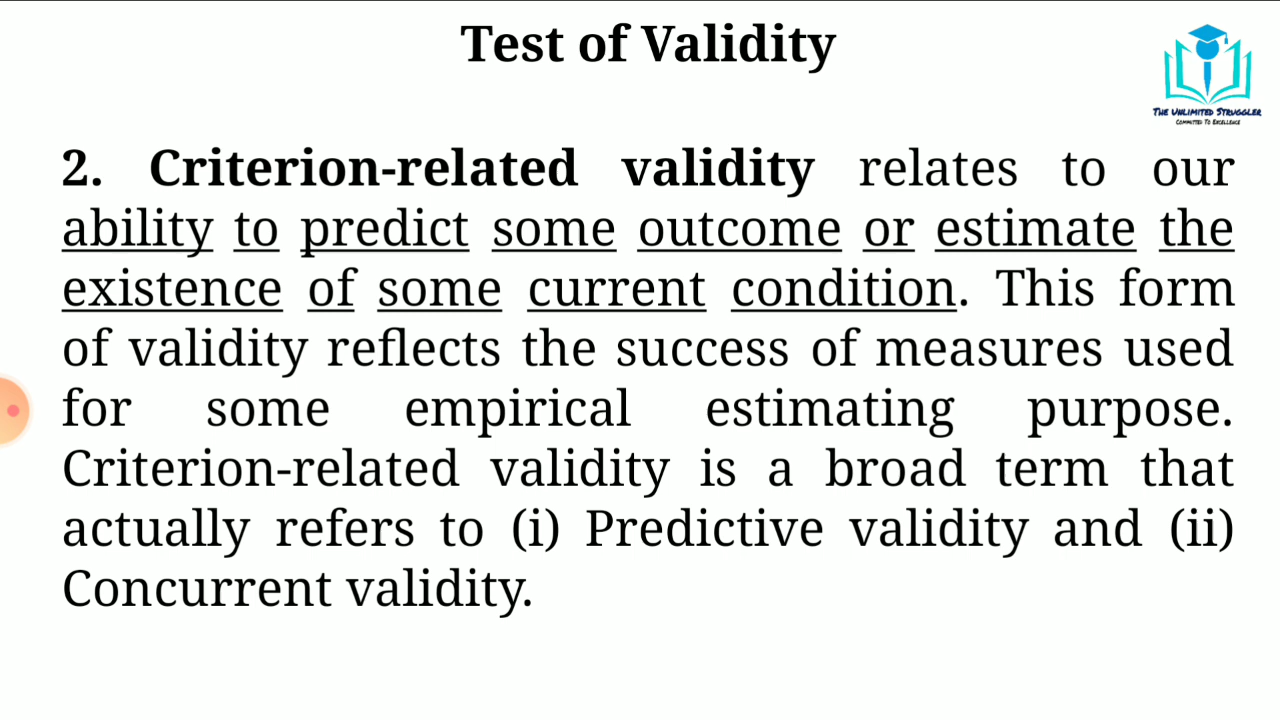 Test of Validity
THE UNLIMITED STRUGGLER
COMMITTED TO EXCELLENCE
2. Criterion-related validity relates to our
ability to predict some outcome or estimate the
existence of some current condition. This form
of validity reflects the success of measures used
for some empirical estimating purpose.
Criterion-related validity is a broad term that
actually refers to (i) Predictive validity and (ii)
Concurrent validity.